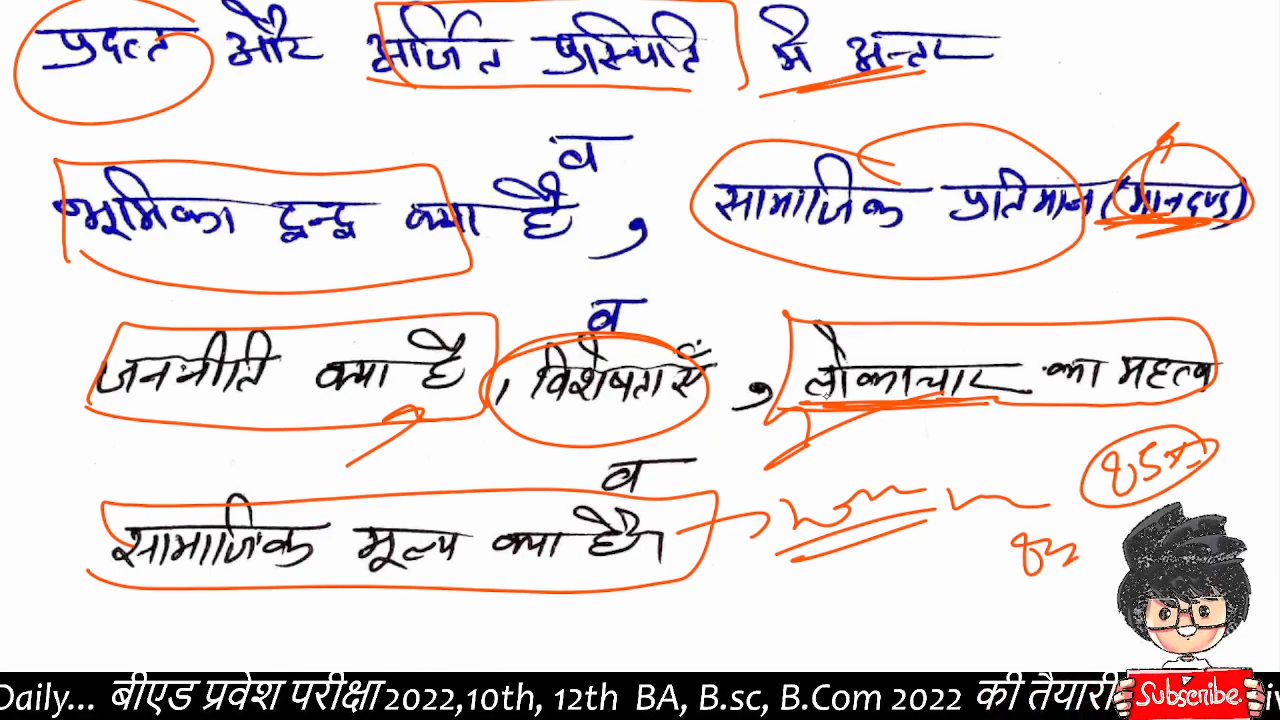 प्रदत्त और अर्जित प्रस्थिति में अन्तर
व
भूमिका द्वन्द्व क्या है, सामाजिक प्रतिमान (मानदण्ड)
व
जननीति क्या है, विशेषताएँ, लोकाचार का महत्व
व
सामाजिक मूल्य क्या है?
Daily... बीएड प्रवेश परीक्षा 2022,10th, 12th BA, B.sc, B.Com 2022 की तैयारी
Subscribe